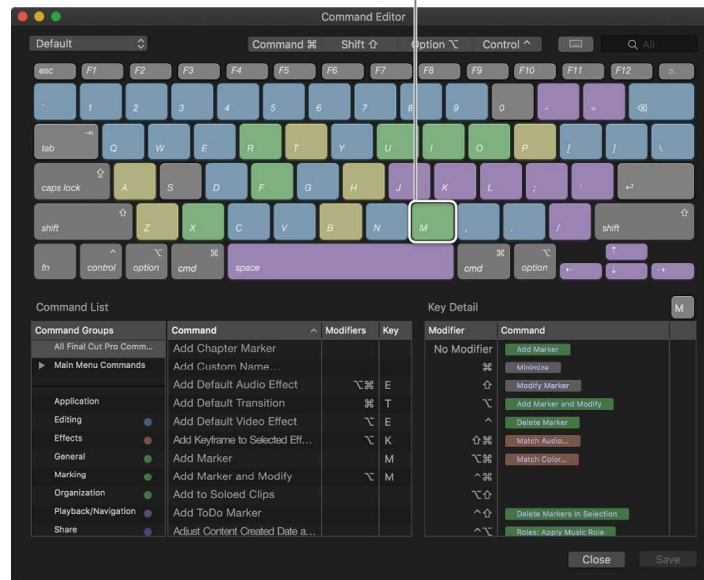 Command Editor
Default Command ⌘ Shift ⇧ Option ⌥ Control ^ All
esc F1 F2 F3 F4 F5 F6 F7 F8 F9 F10 F11 F12
` 1 2 3 4 5 6 7 8 9 0 - =
tab Q W E R T Y U I O P [ ] \
caps lock A S D F G H J K L ; '
shift Z X C V B N M , . / shift
fn control option cmd space cmd option
Command List Key Detail M
Command Groups Command Modifiers Key Modifier Command
All Final Cut Pro Comm... Add Chapter Marker No Modifier Add Marker
Main Menu Commands Add Custom Name... ⌘ Minimize
Add Default Audio Effect ⌥⌘ E ⇧ Modify Marker
Application Add Default Transition ⌘ T ⌥ Add Marker and Modify
Editing Add Default Video Effect ⌥ E ^ Delete Marker
Effects Add Keyframe to Selected Eff... ⌥ K ⇧⌘ Match Audio...
General Add Marker M ⌥⌘ Match Color...
Marking Add Marker and Modify ⌥ M ^⌘
Organization Add to Soloed Clips ⌥⇧
Playback/Navigation Add ToDo Marker ^⇧ Delete Markers In Selection
Share Adjust Content Created Date a... ^⌥ Roles: Apply Music Role
Close Save